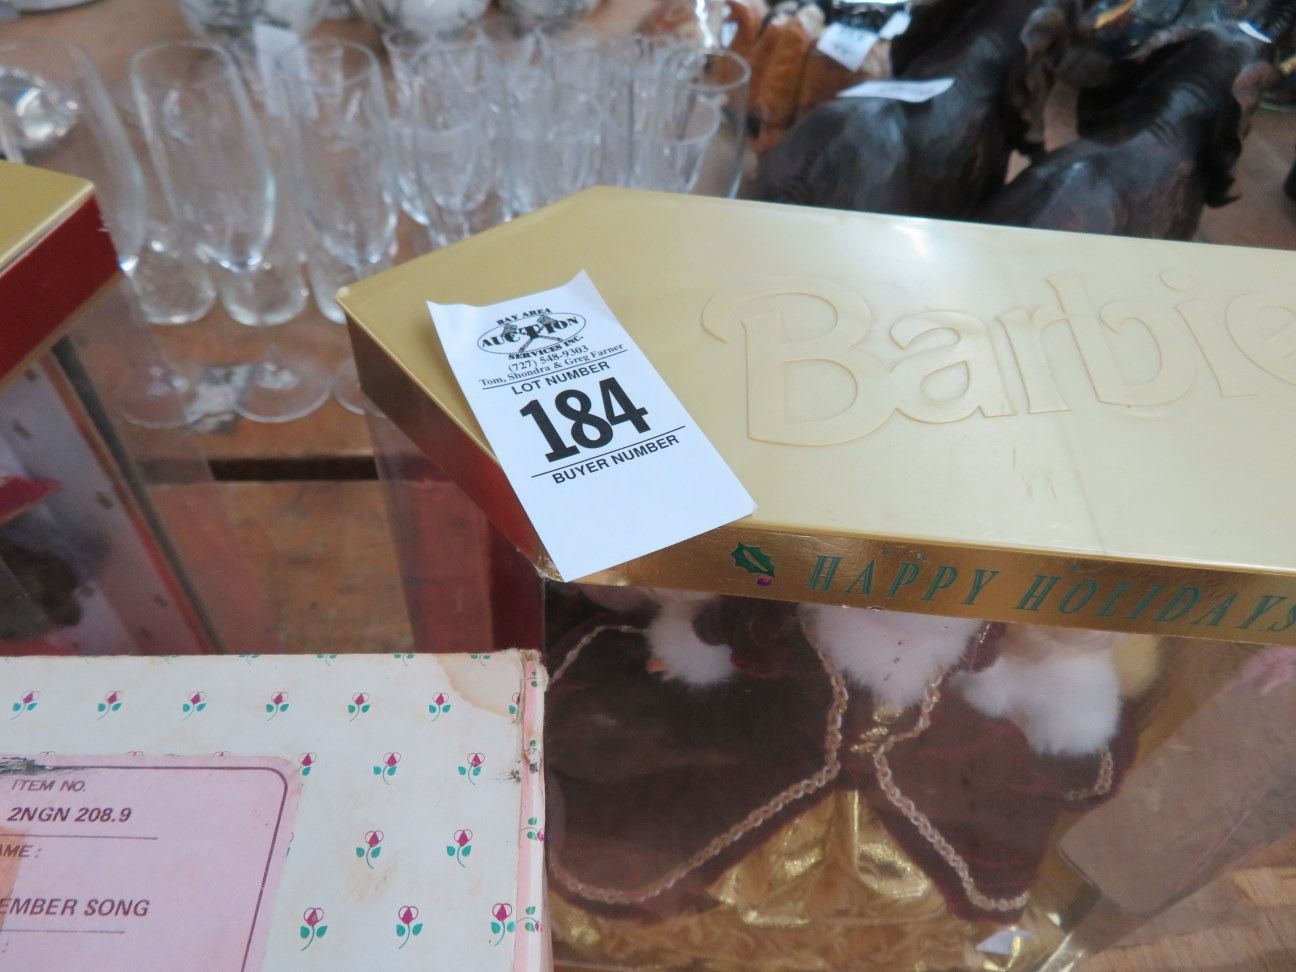 BAY AREA
AUCTION
SERVICES INC.
(727) 548-9303
Tom, Shondra & Greg Farner
LOT NUMBER
184
BUYER NUMBER
Barbie
HAPPY HOLIDAYS
ITEM NO.
2NGN 208.9
AME:
EMBER SONG